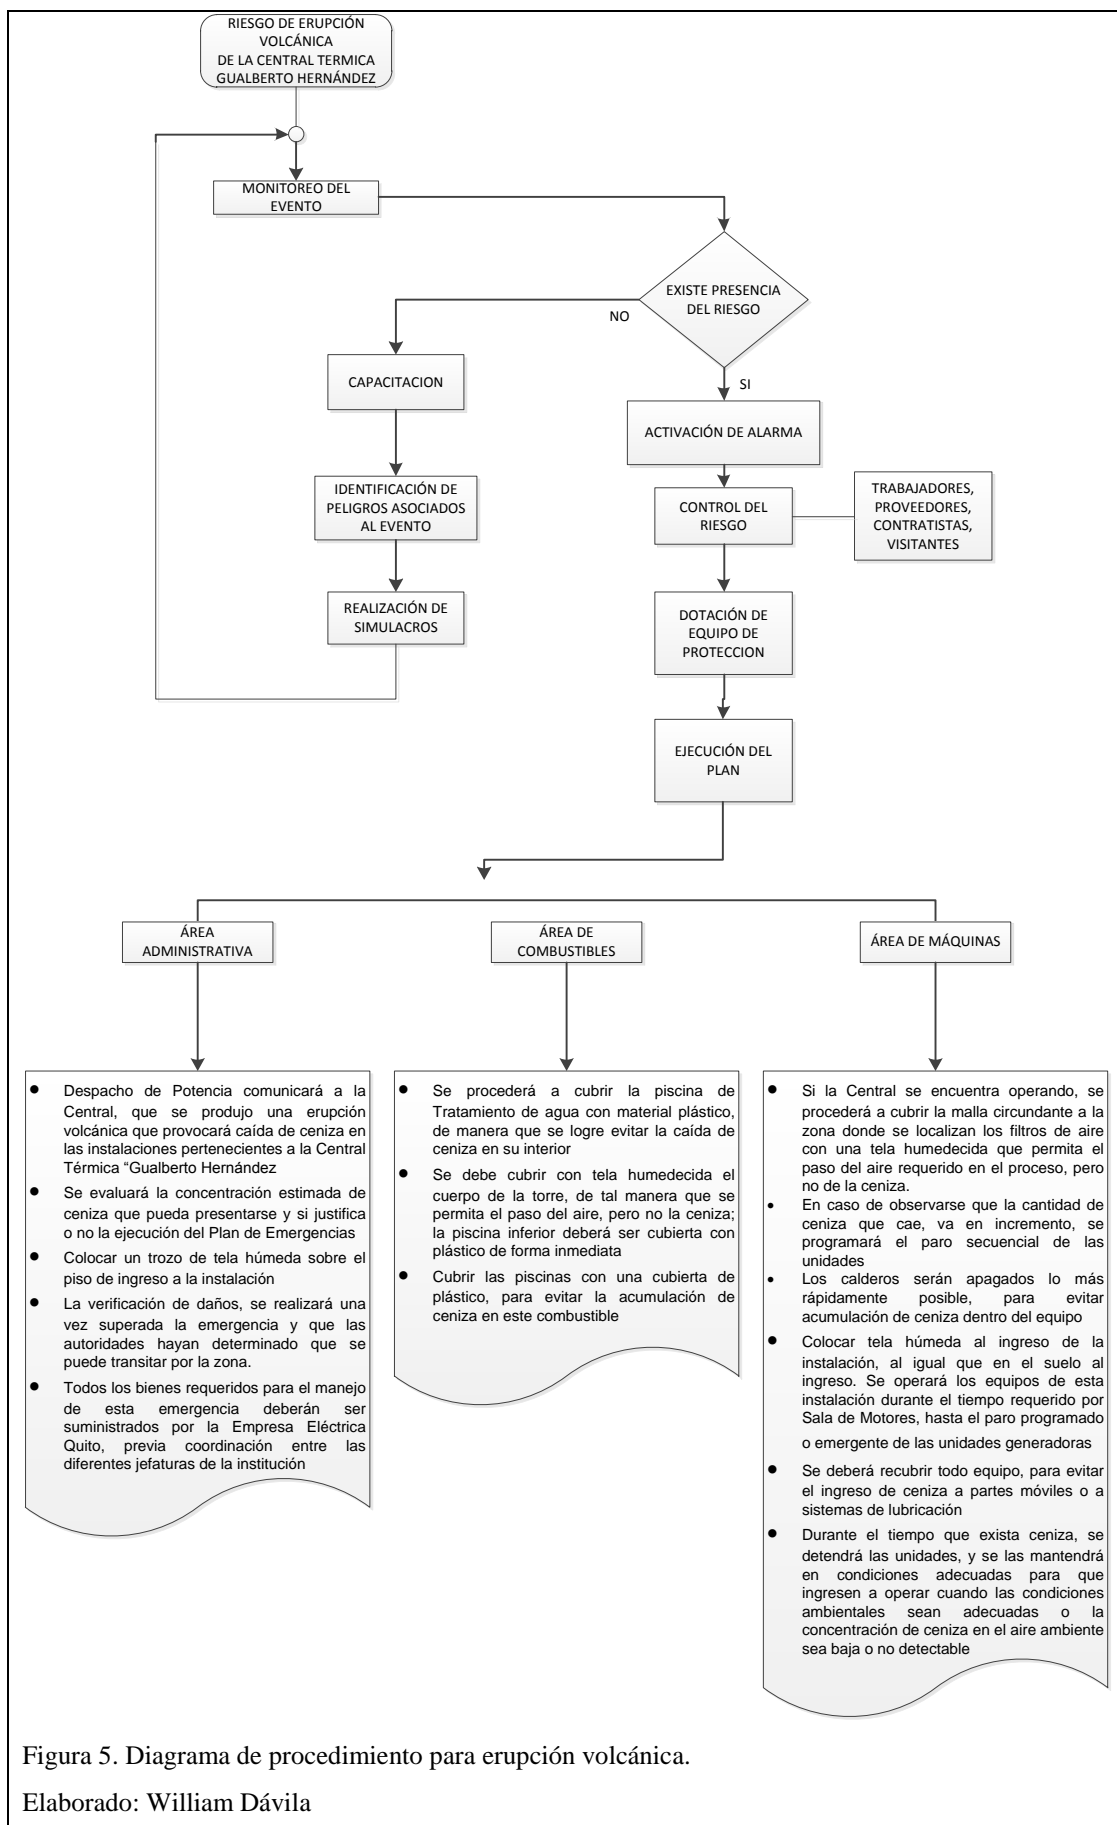 RIESGO DE ERUPCIÓN
VOLCÁNICA
DE LA CENTRAL TERMICA
GUALBERTO HERNÁNDEZ
MONITOREO DEL
EVENTO
EXISTE PRESENCIA
DEL RIESGO
NO
SI
CAPACITACION
IDENTIFICACIÓN DE
PELIGROS ASOCIADOS
AL EVENTO
REALIZACIÓN DE
SIMULACROS
ACTIVACIÓN DE ALARMA
CONTROL DEL
RIESGO
TRABAJADORES,
PROVEEDORES,
CONTRATISTAS,
VISITANTES
DOTACIÓN DE
EQUIPO DE
PROTECCION
EJECUCIÓN DEL
PLAN
ÁREA
ADMINISTRATIVA
● Despacho de Potencia comunicará a la
Central, que se produjo una erupción
volcánica que provocará caída de ceniza en
las instalaciones pertenecientes a la Central
Térmica “Gualberto Hernández
● Se evaluará la concentración estimada de
ceniza que pueda presentarse y si justifica
o no la ejecución del Plan de Emergencias
● Colocar un trozo de tela húmeda sobre el
piso de ingreso a la instalación
● La verificación de daños, se realizará una
vez superada la emergencia y que las
autoridades hayan determinado que se
puede transitar por la zona.
● Todos los bienes requeridos para el manejo
de esta emergencia deberán ser
suministrados por la Empresa Eléctrica
Quito, previa coordinación entre las
diferentes jefaturas de la institución
ÁREA DE
COMBUSTIBLES
● Se procederá a cubrir la piscina de
Tratamiento de agua con material plástico,
de manera que se logre evitar la caída de
ceniza en su interior
● Se debe cubrir con tela humedecida el
cuerpo de la torre, de tal manera que se
permita el paso del aire, pero no la ceniza;
la piscina inferior deberá ser cubierta con
plástico de forma inmediata
● Cubrir las piscinas con una cubierta de
plástico, para evitar la acumulación de
ceniza en este combustible
ÁREA DE MÁQUINAS
● Si la Central se encuentra operando, se
procederá a cubrir la malla circundante a la
zona donde se localizan los filtros de aire
con una tela humedecida que permita el
paso del aire requerido en el proceso, pero
no de la ceniza.
• En caso de observarse que la cantidad de
ceniza que cae, va en incremento, se
programará el paro secuencial de las
unidades
• Los calderos serán apagados lo más
rápidamente posible, para evitar
acumulación de ceniza dentro del equipo
● Colocar tela húmeda al ingreso de la
instalación, al igual que en el suelo al
ingreso. Se operará los equipos de esta
instalación durante el tiempo requerido por
Sala de Motores, hasta el paro programado
o emergente de las unidades generadoras
● Se deberá recubrir todo equipo, para evitar
el ingreso de ceniza a partes móviles o a
sistemas de lubricación
● Durante el tiempo que exista ceniza, se
detendrá las unidades, y se las mantendrá
en condiciones adecuadas para que
ingresen a operar cuando las condiciones
ambientales sean adecuadas o la
concentración de ceniza en el aire ambiente
sea baja o no detectable
Figura 5. Diagrama de procedimiento para erupción volcánica.
Elaborado: William Dávila